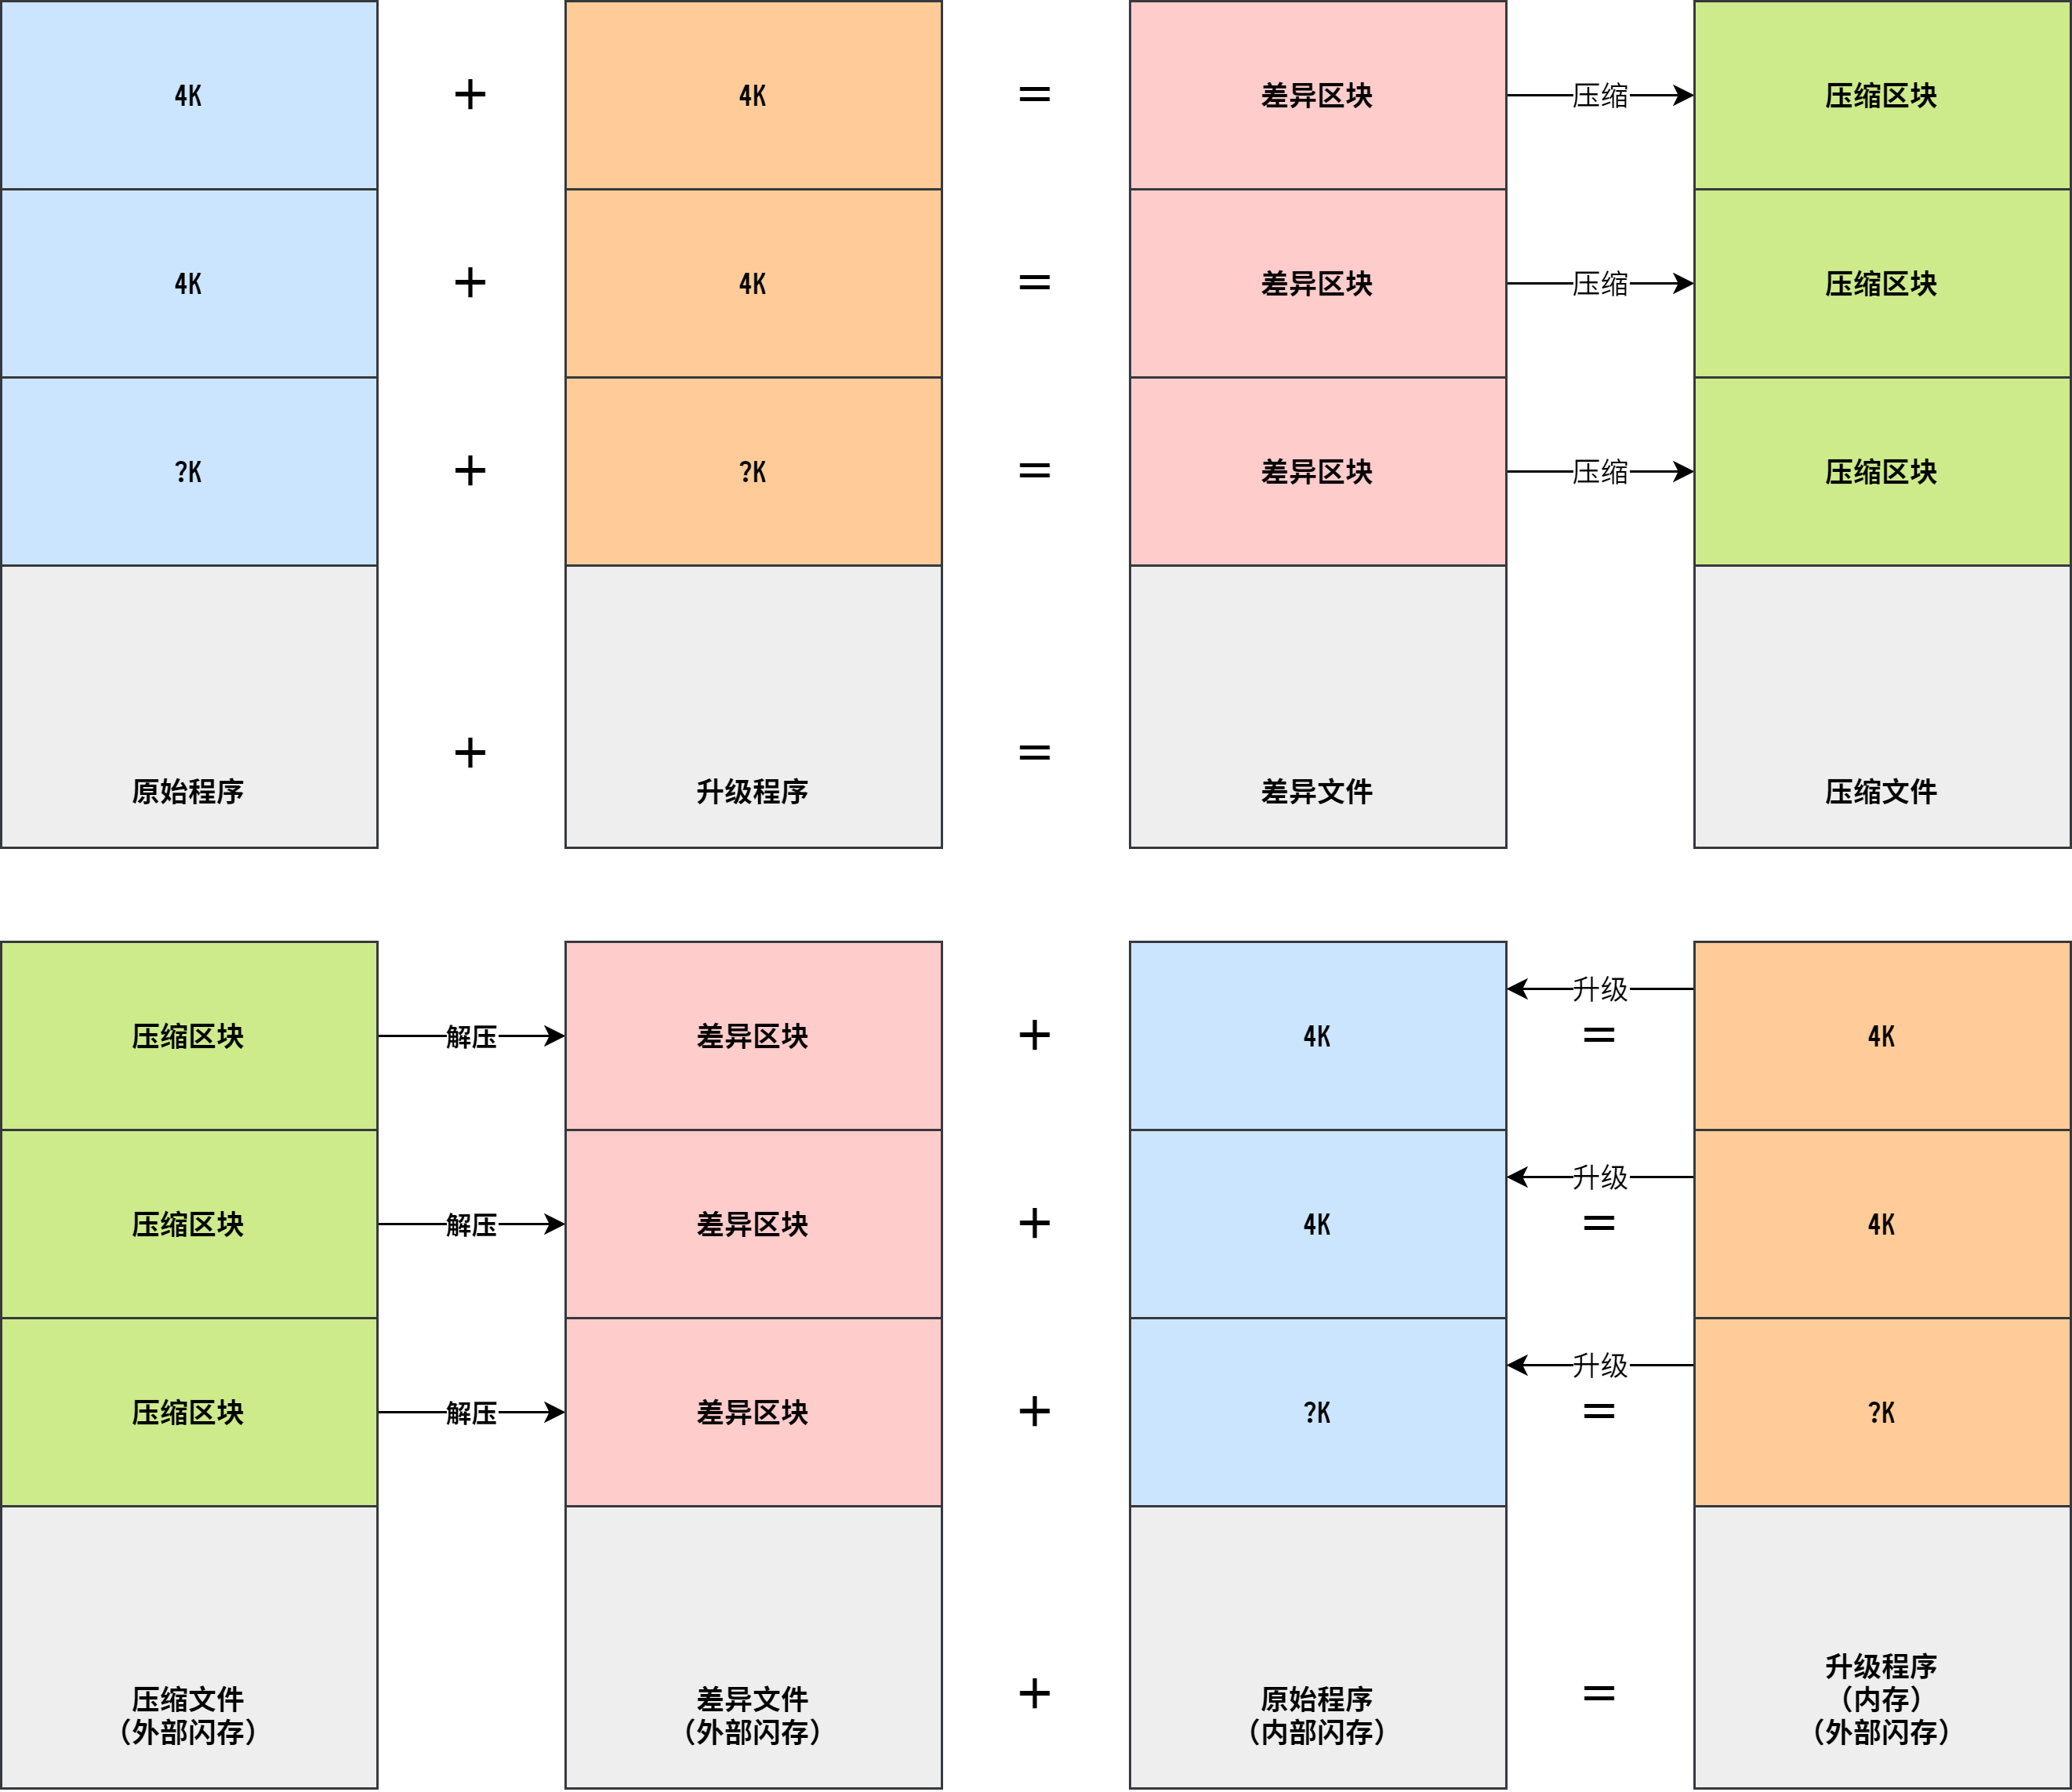 4K
+
4K
=
差异区块
压缩
压缩区块
4K
+
4K
=
差异区块
压缩
压缩区块
?K
+
?K
=
差异区块
压缩
压缩区块
+
=
原始程序
升级程序
差异文件
压缩文件
压缩区块
解压
差异区块
+
4K
升级
=
4K
压缩区块
解压
差异区块
+
4K
升级
=
4K
压缩区块
解压
差异区块
+
?K
升级
=
?K
压缩文件
（外部闪存）
差异文件
（外部闪存）
+
原始程序
（内部闪存）
=
升级程序
（内存）
（外部闪存）